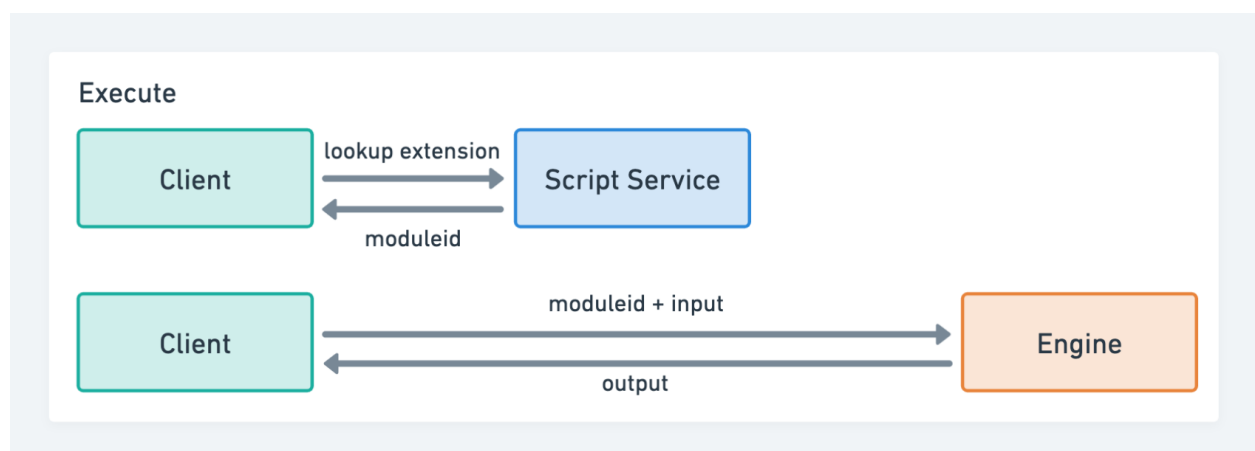 Execute
Client
lookup extension
Script Service
moduleid
Client
moduleid + input
Engine
output